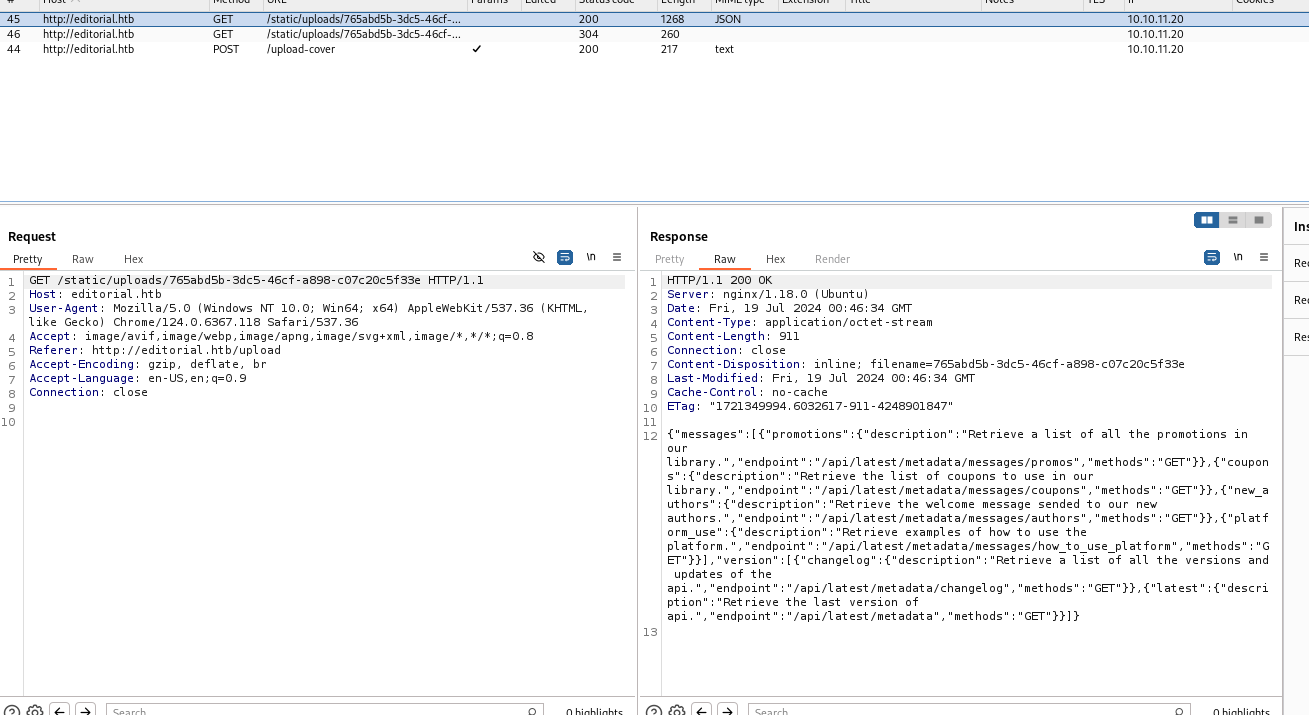 # Host Method URL Params Edited Status code Length MIME type Extension Title Notes TLS IP Cookies
45 http://editorial.htb GET /static/uploads/765abd5b-3dc5-46cf-... 200 1268 JSON 10.10.11.20
46 http://editorial.htb GET /static/uploads/765abd5b-3dc5-46cf-... 304 260 10.10.11.20
44 http://editorial.htb POST /upload-cover ✓ 200 217 text 10.10.11.20
Request
Pretty Raw Hex \n
1 GET /static/uploads/765abd5b-3dc5-46cf-a898-c07c20c5f33e HTTP/1.1
2 Host: editorial.htb
3 User-Agent: Mozilla/5.0 (Windows NT 10.0; Win64; x64) AppleWebKit/537.36 (KHTML,
like Gecko) Chrome/124.0.6367.118 Safari/537.36
4 Accept: image/avif,image/webp,image/apng,image/svg+xml,image/*,*/*;q=0.8
5 Referer: http://editorial.htb/upload
6 Accept-Encoding: gzip, deflate, br
7 Accept-Language: en-US,en;q=0.9
8 Connection: close
9
10
Search 0 highlights
Response
Pretty Raw Hex Render \n
1 HTTP/1.1 200 OK
2 Server: nginx/1.18.0 (Ubuntu)
3 Date: Fri, 19 Jul 2024 00:46:34 GMT
4 Content-Type: application/octet-stream
5 Content-Length: 911
6 Connection: close
7 Content-Disposition: inline; filename=765abd5b-3dc5-46cf-a898-c07c20c5f33e
8 Last-Modified: Fri, 19 Jul 2024 00:46:34 GMT
9 Cache-Control: no-cache
10 ETag: "1721349994.6032617-911-4248901847"
11
12 {"messages":[{"promotions":{"description":"Retrieve a list of all the promotions in
our
library.","endpoint":"/api/latest/metadata/messages/promos","methods":"GET"}},{"coupon
s":{"description":"Retrieve the list of coupons to use in our
library.","endpoint":"/api/latest/metadata/messages/coupons","methods":"GET"}},{"new_a
uthors":{"description":"Retrieve the welcome message sended to our new
authors.","endpoint":"/api/latest/metadata/messages/authors","methods":"GET"}},{"platf
orm_use":{"description":"Retrieve examples of how to use the
platform.","endpoint":"/api/latest/metadata/messages/how_to_use_platform","methods":"G
ET"}}],"version":[{"changelog":{"description":"Retrieve a list of all the versions and
updates of the
api.","endpoint":"/api/latest/metadata/changelog","methods":"GET"}},{"latest":{"descri
ption":"Retrieve the last version of
api.","endpoint":"/api/latest/metadata","methods":"GET"}}]}
13
Search 0 highlights
Ins
Rec
Rec
Res